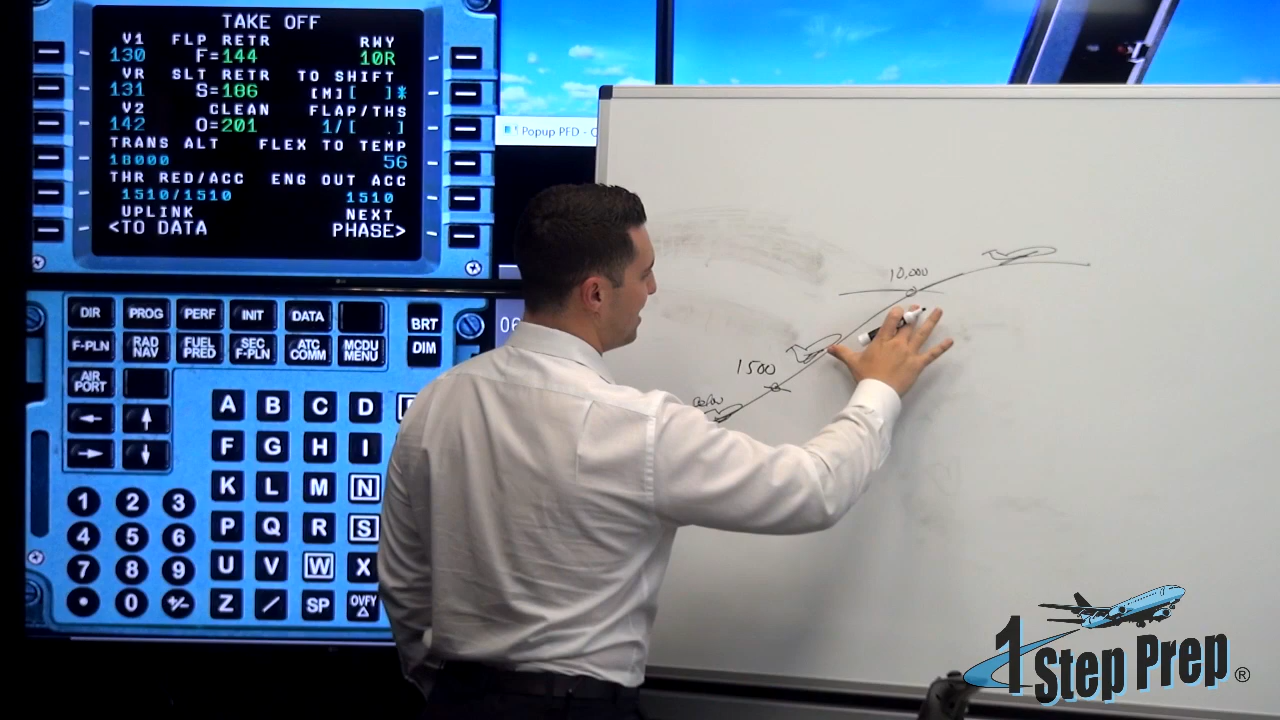 TAKE OFF
V1 FLP RETR RWY
130 F=144 10R
VR SLT RETR TO SHIFT
131 S=186 [M][ ]*
V2 CLEAN FLAP/THS
142 O=201 1/[ . ]
TRANS ALT FLEX TO TEMP
18000 56
THR RED/ACC ENG OUT ACC
1510/1510 1510
UPLINK NEXT
<TO DATA PHASE>
Popup PFD - C
10,000
1500
DIR PROG PERF INIT DATA BRT
F-PLN RAD NAV FUEL PRED SEC F-PLN ATC COMM MCDU MENU DIM
AIR PORT
← ↑
→ ↓
A B C D
F G H I
K L M N
P Q R S
U V W X
Z / SP OVFY Δ
1 2 3
4 5 6
7 8 9
• 0 +/-
06
1 Step Prep ®